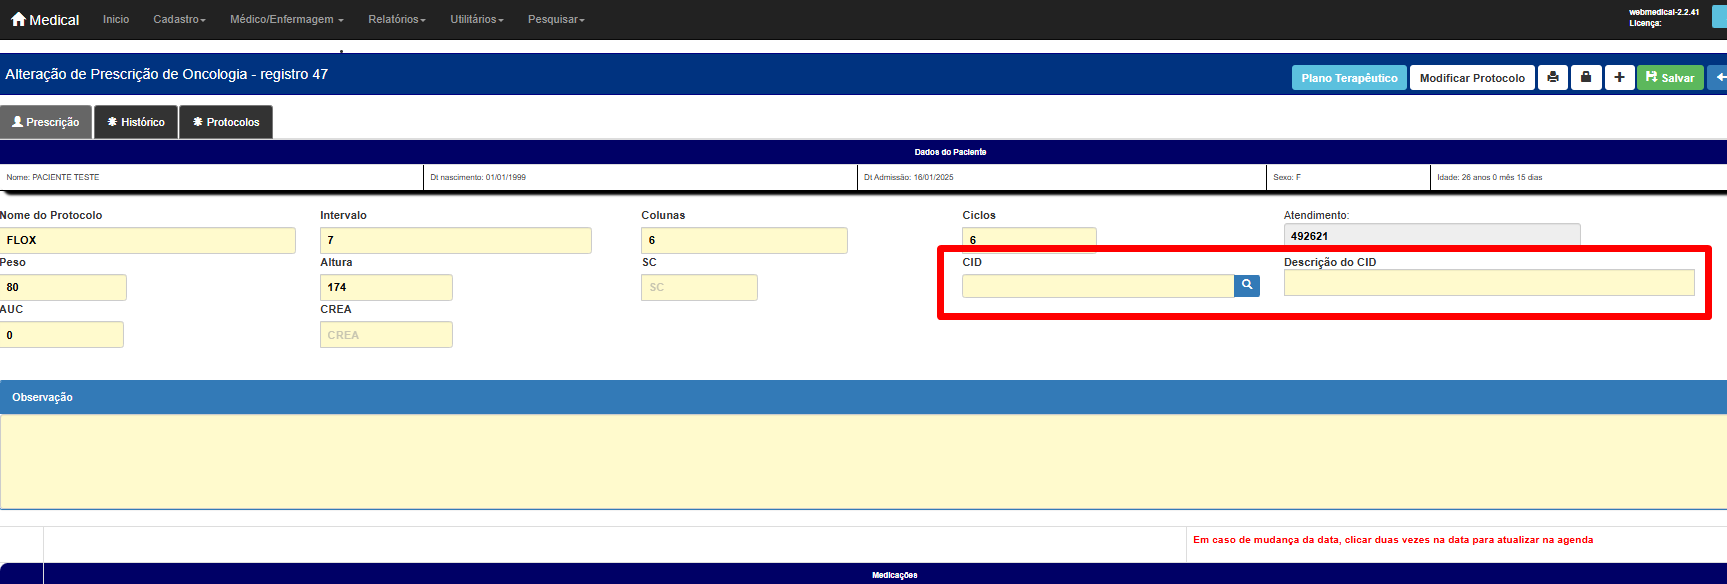 Medical Inicio Cadastro Médico/Enfermagem Relatórios Utilitários Pesquisar webmedical-2.2.41
Licença:
Alteração de Prescrição de Oncologia - registro 47 Plano Terapêutico Modificar Protocolo + Salvar
Prescrição Histórico Protocolos
Dados do Paciente
Nome: PACIENTE TESTE Dt nascimento: 01/01/1999 Dt Admissão: 16/01/2025 Sexo: F Idade: 26 anos 0 mês 15 dias
Nome do Protocolo Intervalo Colunas Ciclos Atendimento:
FLOX 7 6 6 492621
Peso Altura SC CID Descrição do CID
80 174 SC
AUC CREA
0 CREA
Observação
Em caso de mudança da data, clicar duas vezes na data para atualizar na agenda
Medicações